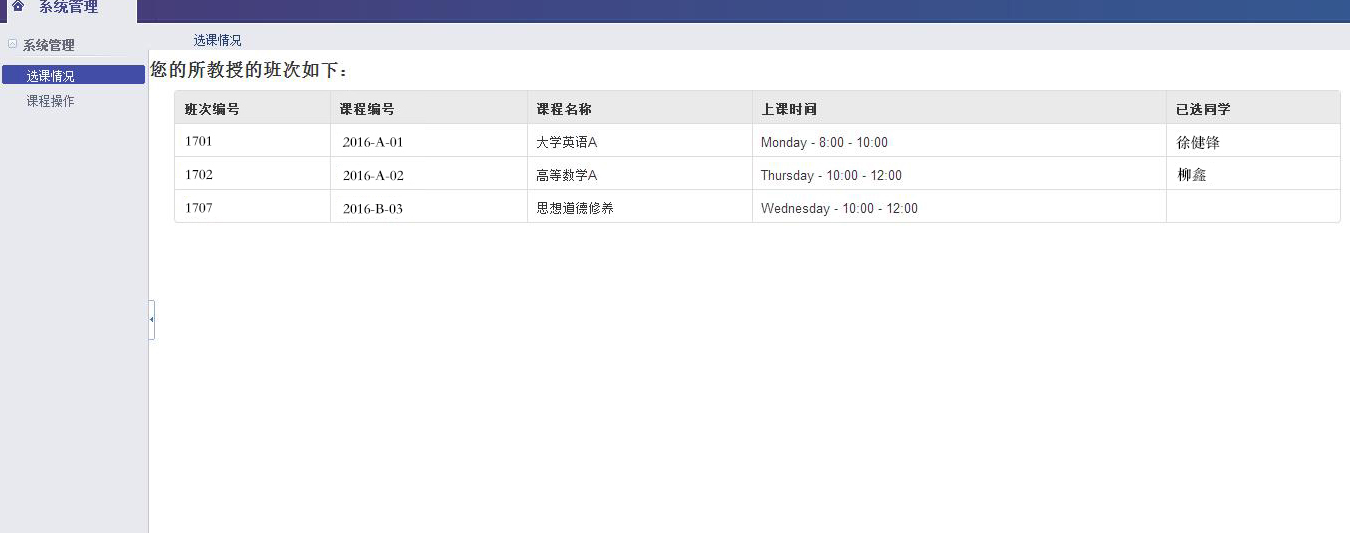 系统管理
系统管理
选课情况
课程操作
选课情况
您的所教授的班次如下：
班次编号 课程编号 课程名称 上课时间 已选同学
1701 2016-A-01 大学英语A Monday - 8:00 - 10:00 徐健锋
1702 2016-A-02 高等数学A Thursday - 10:00 - 12:00 柳鑫
1707 2016-B-03 思想道德修养 Wednesday - 10:00 - 12:00